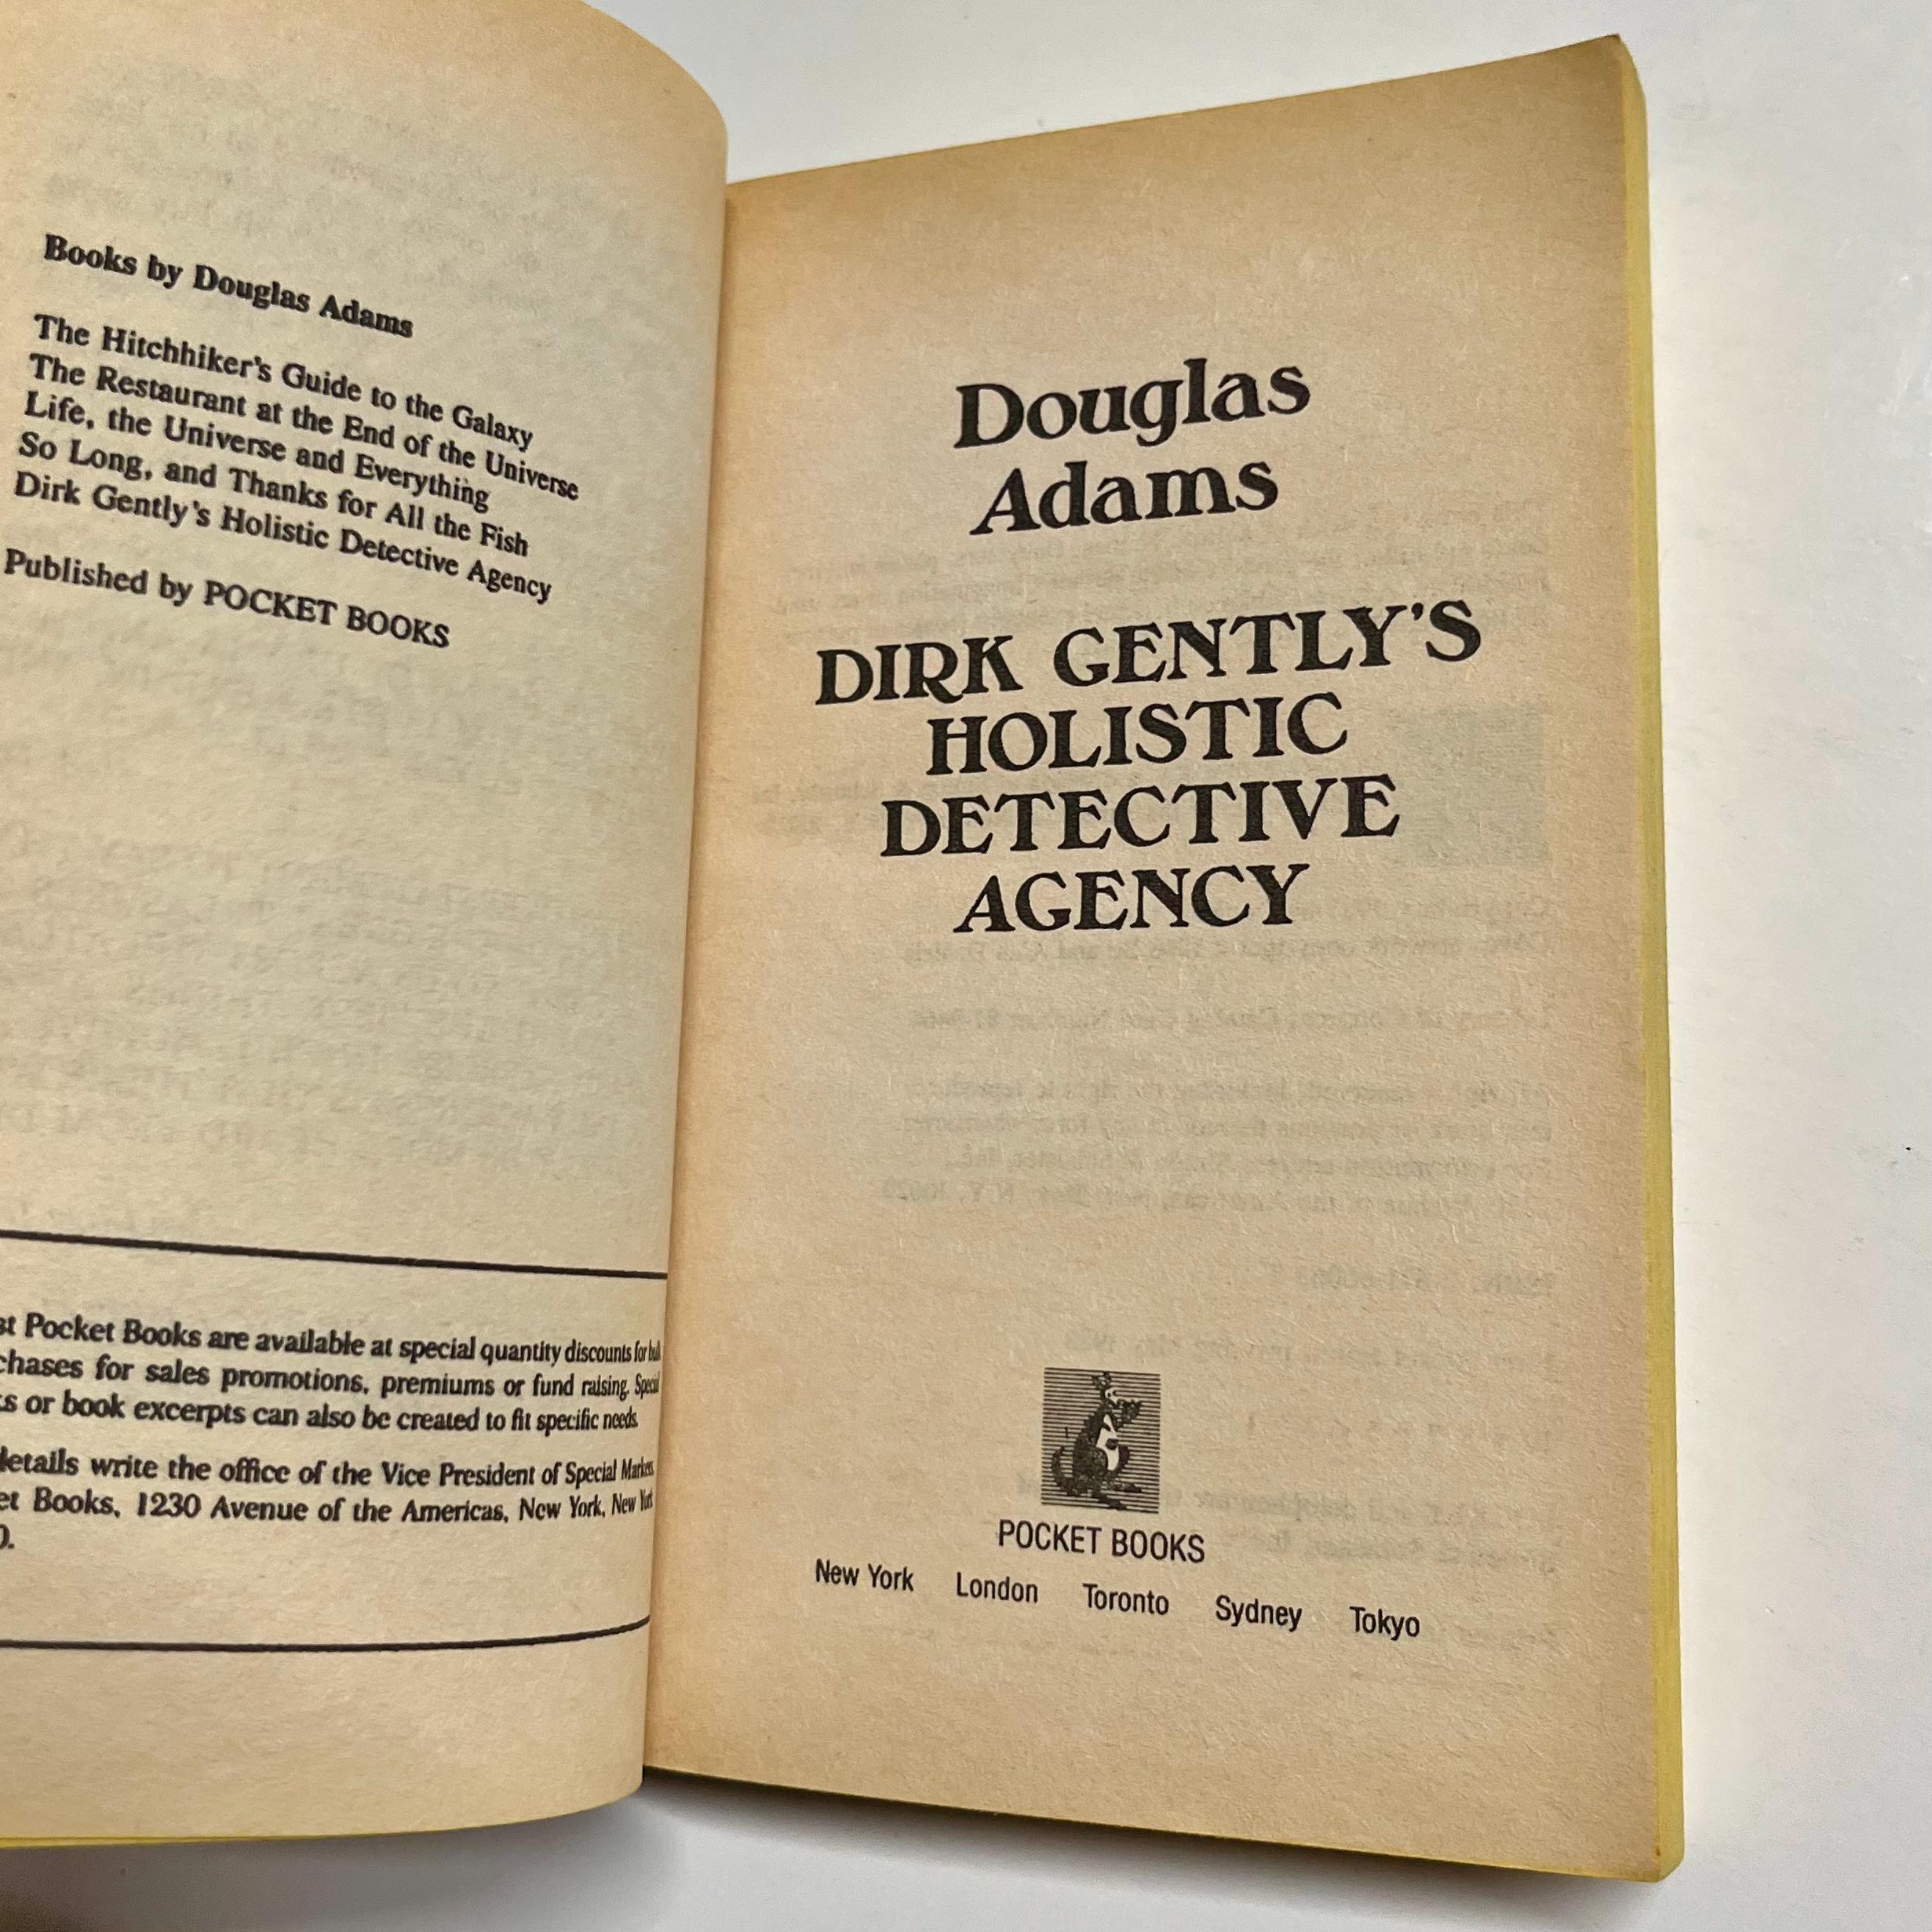 Books by Douglas Adams
The Hitchhiker's Guide to the Galaxy
The Restaurant at the End of the Universe
Life, the Universe and Everything
So Long, and Thanks for All the Fish
Dirk Gently's Holistic Detective Agency
Published by POCKET BOOKS
Pocket Books are available at special quantity discounts for
for sales promotions, premiums or fund raising. Special
or book excerpts can also be created to fit specific needs.
write the office of the Vice President of Special Markets,
Books, 1230 Avenue of the Americas, New York, New York
Douglas
Adams
DIRK GENTLY'S
HOLISTIC
DETECTIVE
AGENCY
POCKET BOOKS
New York London Toronto Sydney Tokyo